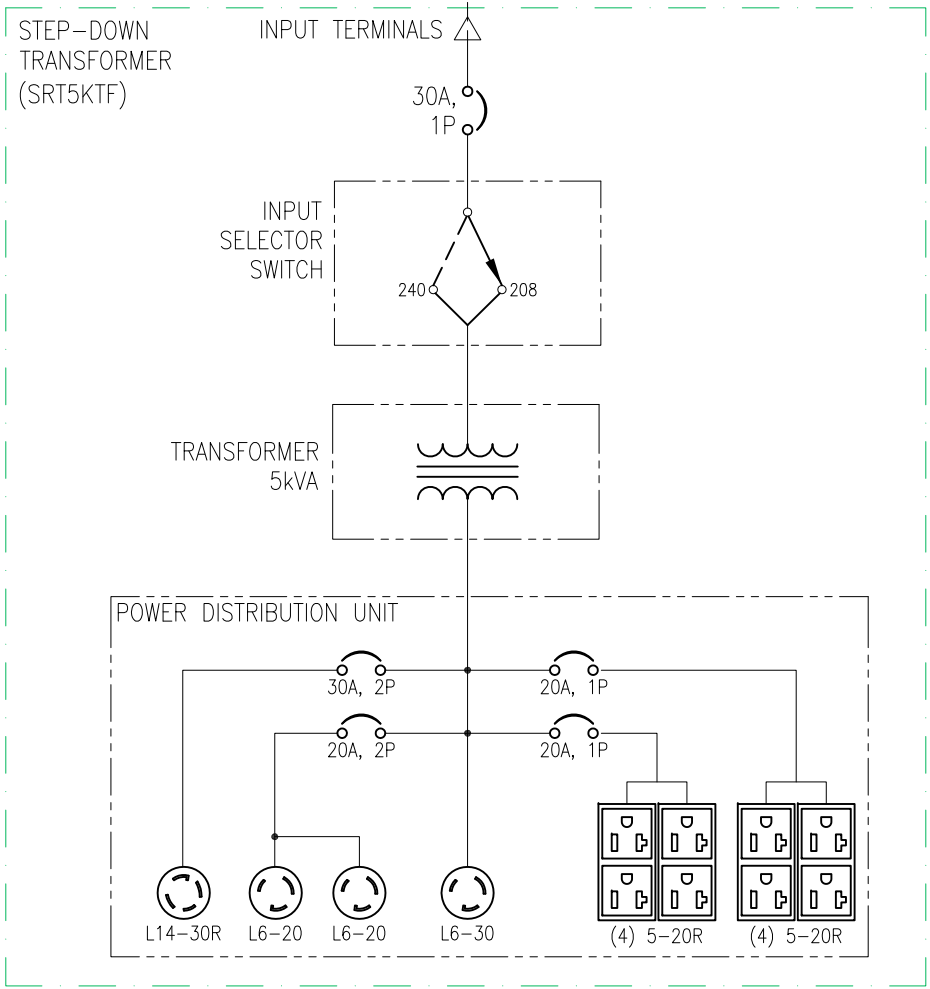 STEP-DOWN
TRANSFORMER
(SRT5KTF)
INPUT TERMINALS
30A,
1P
INPUT
SELECTOR
SWITCH
240
208
TRANSFORMER
5kVA
POWER DISTRIBUTION UNIT
30A, 2P
20A, 1P
20A, 2P
20A, 1P
L14-30R
L6-20
L6-20
L6-30
(4) 5-20R
(4) 5-20R